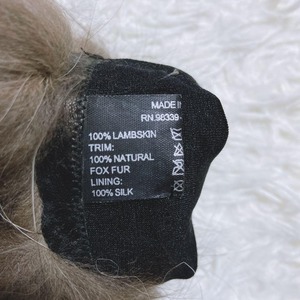 MADE I
RN.98339
100% LAMBSKIN
TRIM:
100% NATURAL
FOX FUR
LINING:
100% SILK